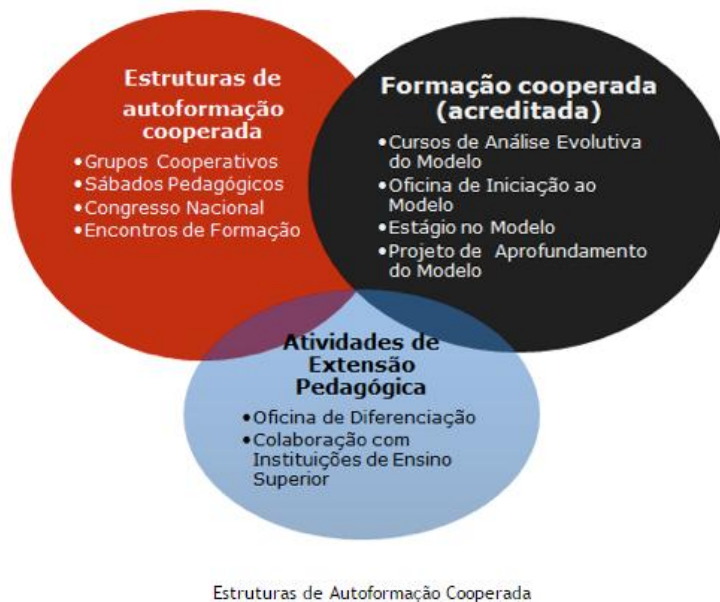 Estruturas de
autoformação
cooperada
•Grupos Cooperativos
•Sábados Pedagógicos
•Congresso Nacional
•Encontros de Formação
Formação cooperada
(acreditada)
•Cursos de Análise Evolutiva
do Modelo
•Oficina de Iniciação ao
Modelo
•Estágio no Modelo
•Projeto de Aprofundamento
do Modelo
Atividades de
Extensão
Pedagógica
•Oficina de Diferenciação
•Colaboração com
Instituições de Ensino
Superior
Estruturas de Autoformação Cooperada